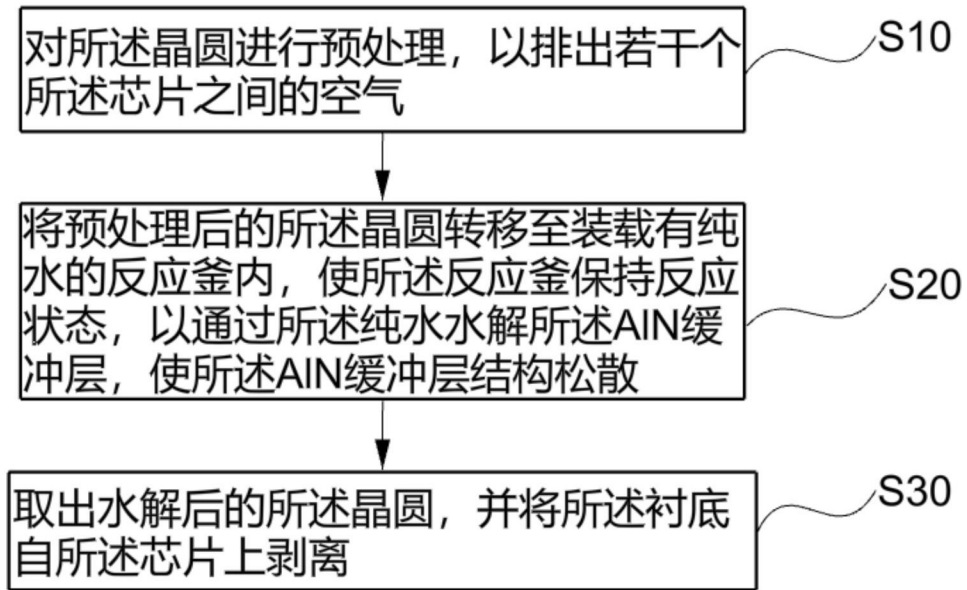 对所述晶圆进行预处理，以排出若干个
所述芯片之间的空气
S10
将预处理后的所述晶圆转移至装载有纯
水的反应釜内，使所述反应釜保持反应
状态，以通过所述纯水水解所述AlN缓
冲层，使所述AlN缓冲层结构松散
S20
取出水解后的所述晶圆，并将所述衬底
自所述芯片上剥离
S30